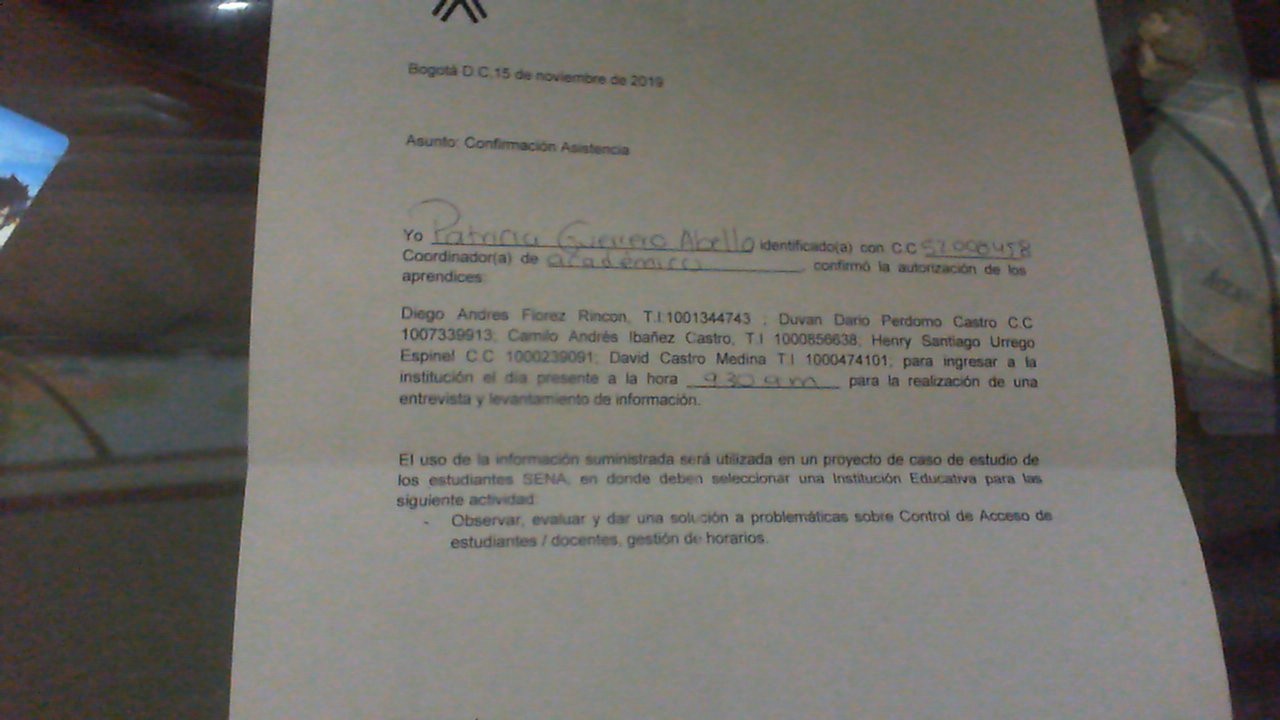 Bogotá D.C.15 de noviembre de 2019
Asunto: Confirmación Asistencia
Yo Patricia Guerrero Abello identificado(a) con C.C
Coordinador(a) de académico confirmó la autorización de los
aprendices:
Diego Andres Florez Rincon, T.I.1001344743 ; Duvan Dario Perdomo Castro C.C
1007339913; Camilo Andrés Ibañez Castro, T.I 1000856638; Henry Santiago Urrego
Espinel C.C 1000239091; David Castro Medina T.I 1000474101; para ingresar a la
institución el día presente a la hora 930 am para la realización de una
entrevista y levantamiento de información.
El uso de la información suministrada será utilizada en un proyecto de caso de estudio de
los estudiantes SENA, en donde deben seleccionar una Institución Educativa para las
siguiente actividad:
- Observar, evaluar y dar una solución a problemáticas sobre Control de Acceso de
estudiantes / docentes, gestión de horarios.